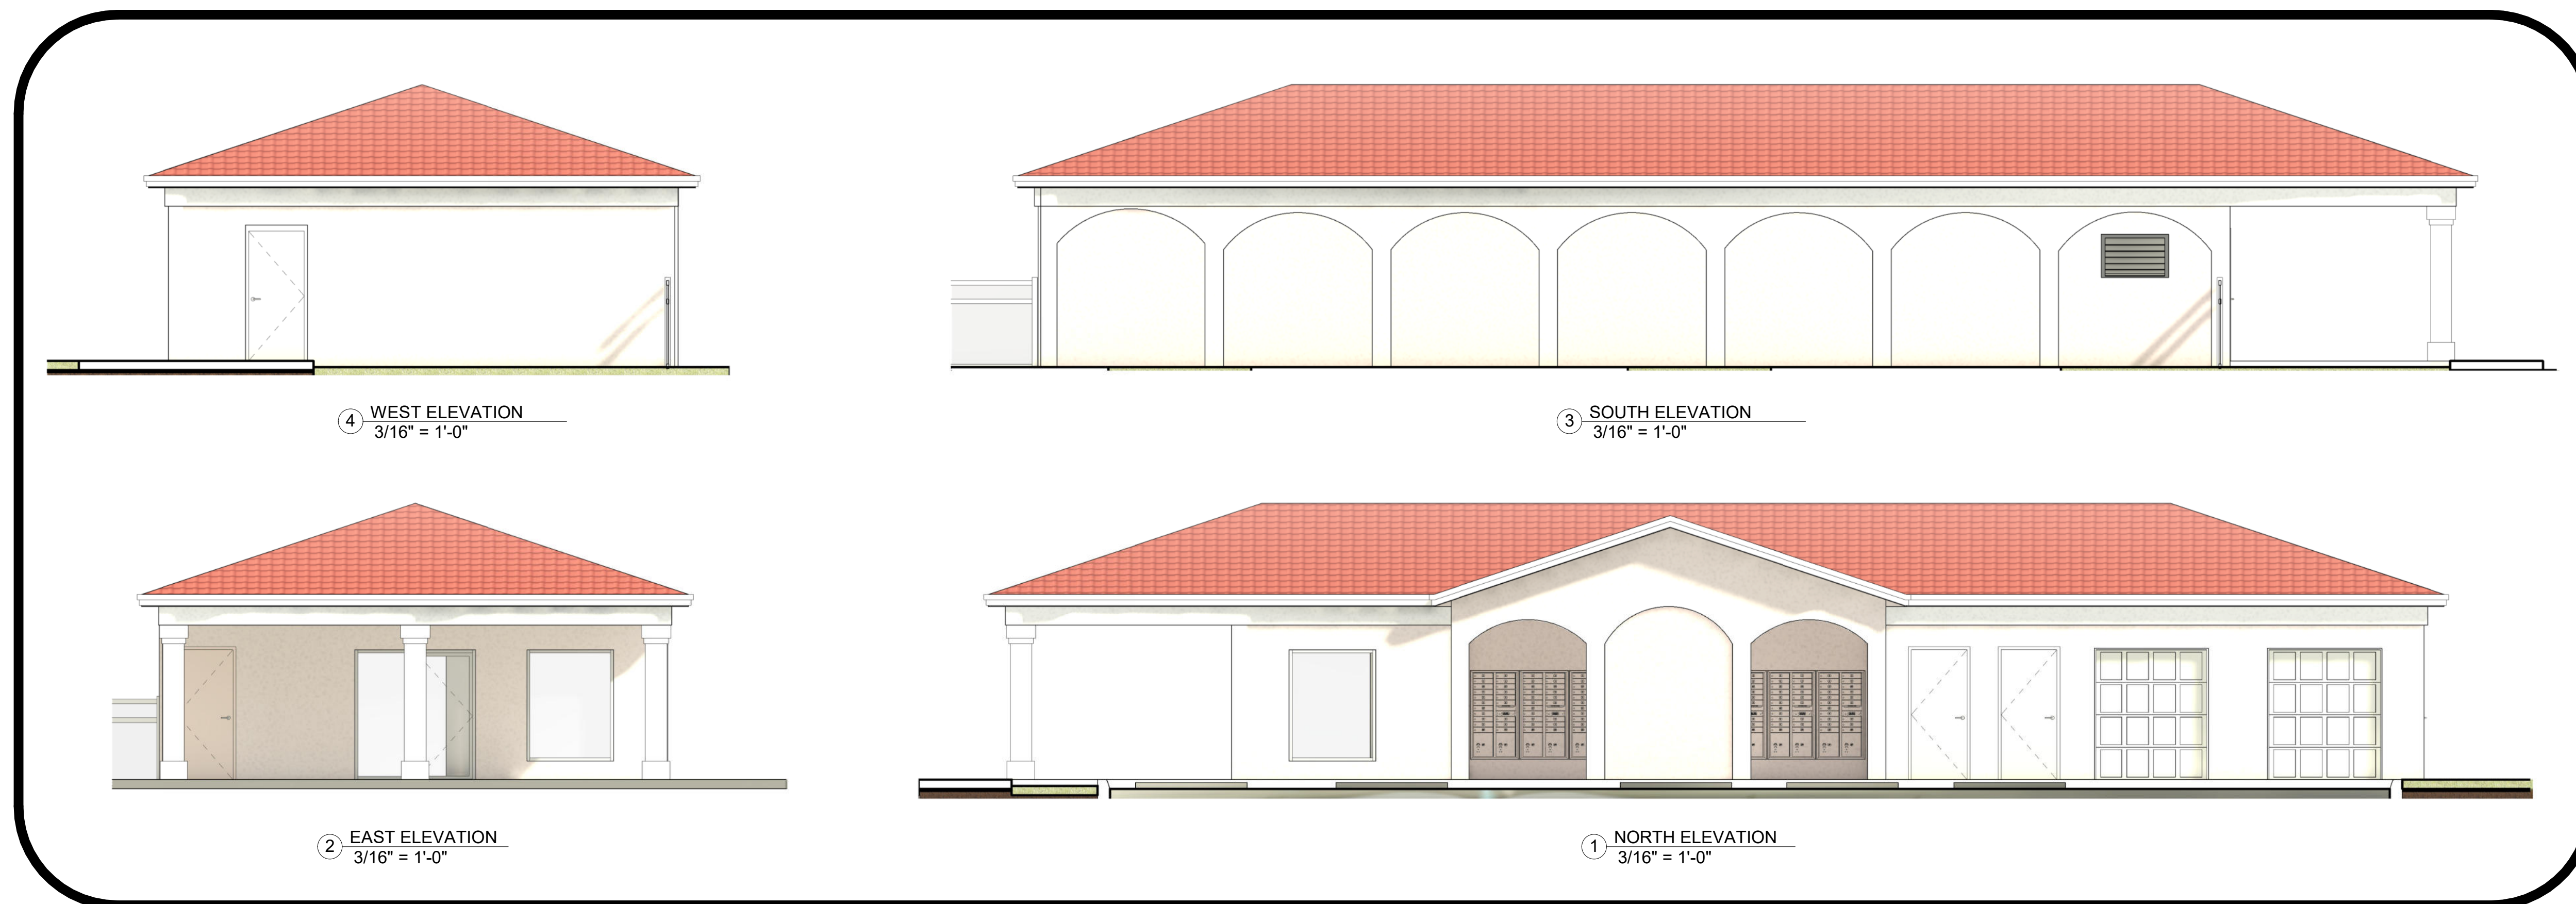 4 WEST ELEVATION
3/16" = 1'-0"
3 SOUTH ELEVATION
3/16" = 1'-0"
2 EAST ELEVATION
3/16" = 1'-0"
1 NORTH ELEVATION
3/16" = 1'-0"